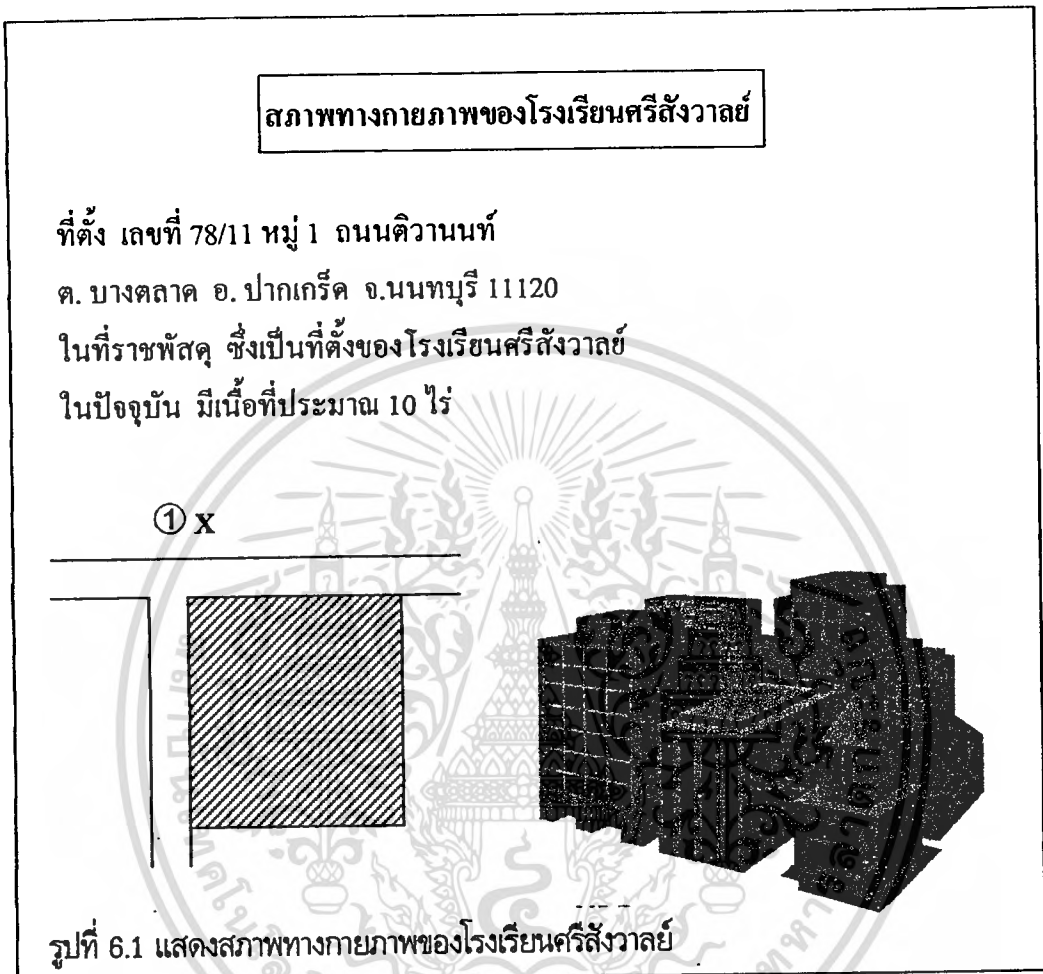 สภาพทางกายภาพของโรงเรียนศรีสังวาลย์
ที่ตั้ง เลขที่ 78/11 หมู่ 1 ถนนติวานนท์
ต. บางตลาด อ. ปากเกร็ด จ.นนทบุรี 11120
ในที่ราชพัสดุ ซึ่งเป็นที่ตั้งของโรงเรียนศรีสังวาลย์
ในปัจจุบัน มีเนื้อที่ประมาณ 10 ไร่
① X
รูปที่ 6.1 แสดงสภาพทางกายภาพของโรงเรียนศรีสังวาลย์